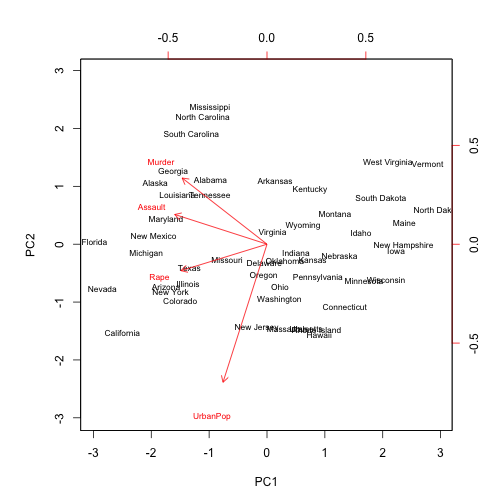 -0.5 0.0 0.5
3
Mississippi
North Carolina
2
South Carolina
Murder
West Virginia
Vermont
0.5
Georgia
Alaska
Alabama
Arkansas
1
Kentucky
Louisiana
Tennessee
South Dakota
Assault
North Dak
Maryland
Montana
Maine
Wyoming
Virginia
Idaho
New Mexico
Florida
0
New Hampshire
0.0
PC2
Michigan
Indiana
Iowa
Missouri
Delaware
Oklahoma
Kansas
Nebraska
Texas
Rape
Oregon
Pennsylvania
Minnesota
Wisconsin
Illinois
Nevada
Arizona
New York
Ohio
Colorado
Washington
-1
Connecticut
New Jersey
California
Hawaii
-0.5
-2
UrbanPop
-3
-3 -2 -1 0 1 2 3
PC1